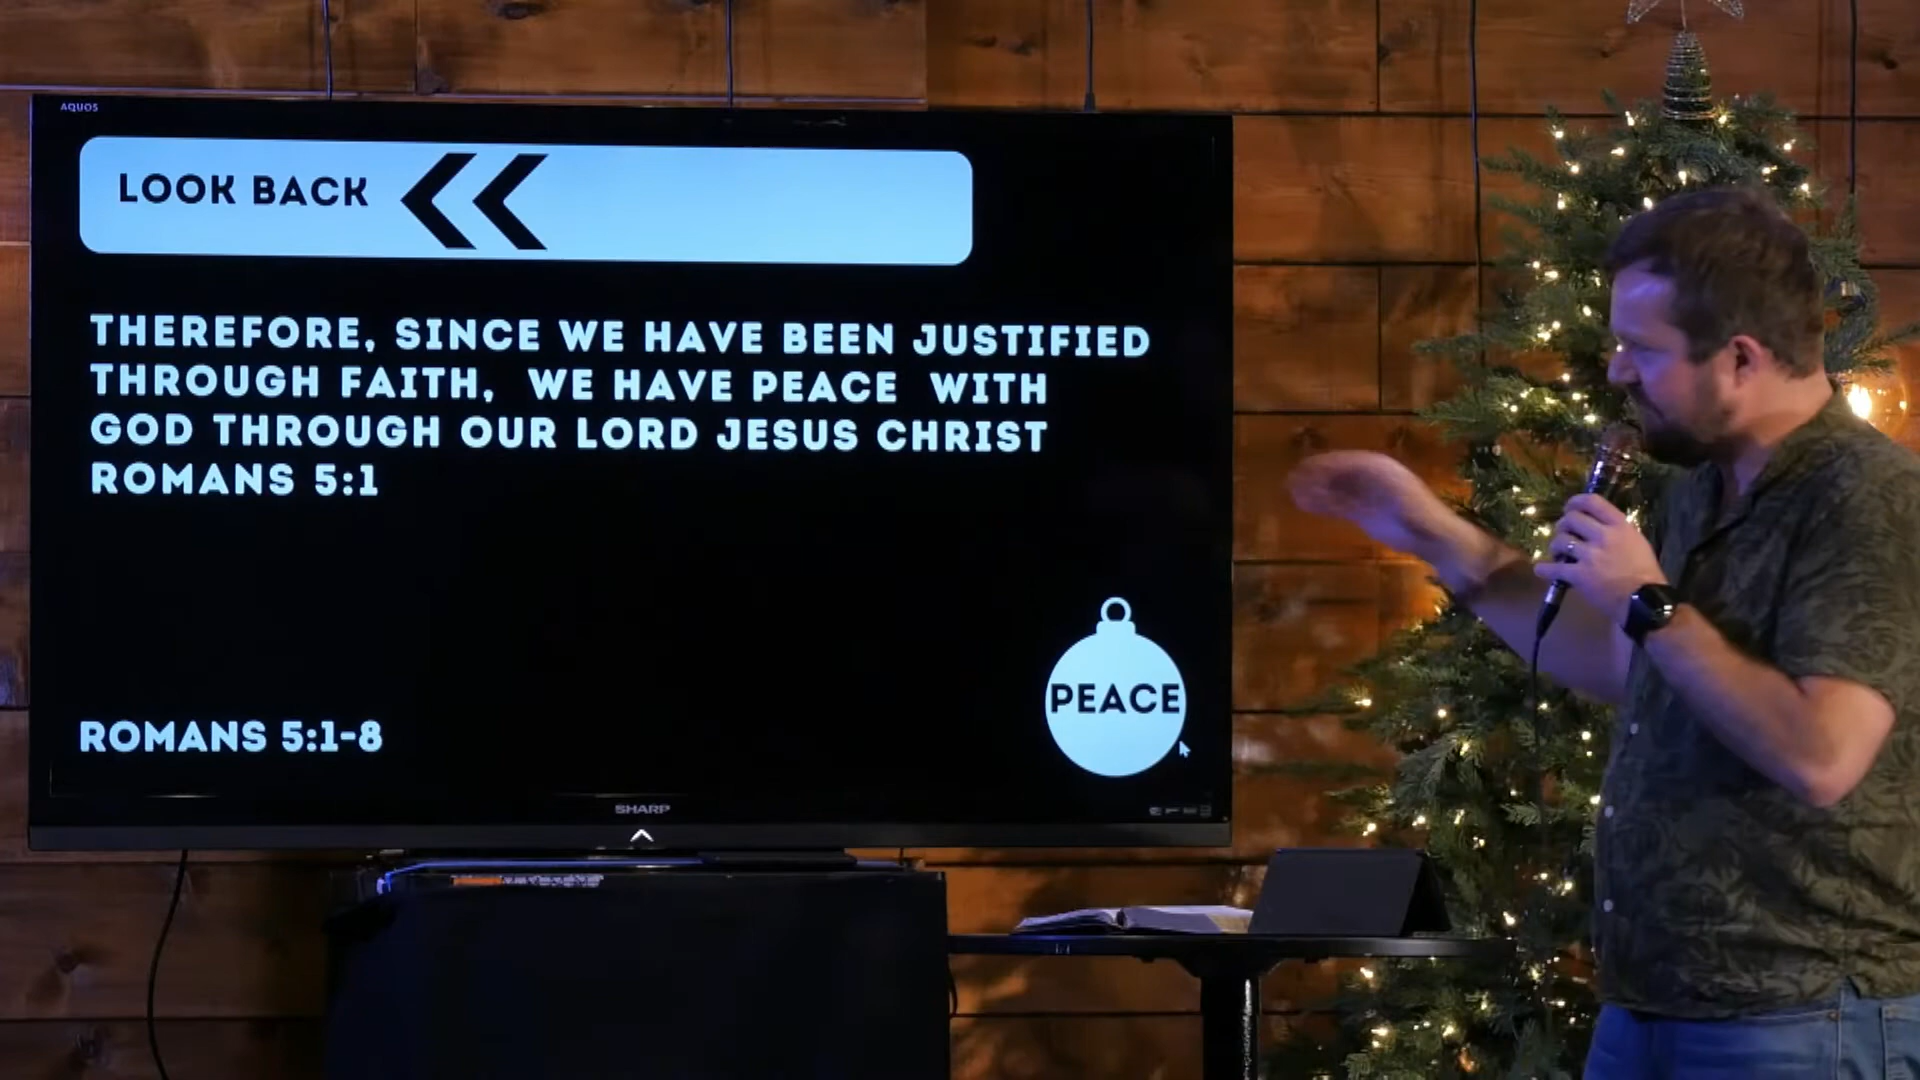 AQUOS
LOOK BACK
THEREFORE, SINCE WE HAVE BEEN JUSTIFIED
THROUGH FAITH, WE HAVE PEACE WITH
GOD THROUGH OUR LORD JESUS CHRIST
ROMANS 5:1
PEACE
ROMANS 5:1-8
SHARP